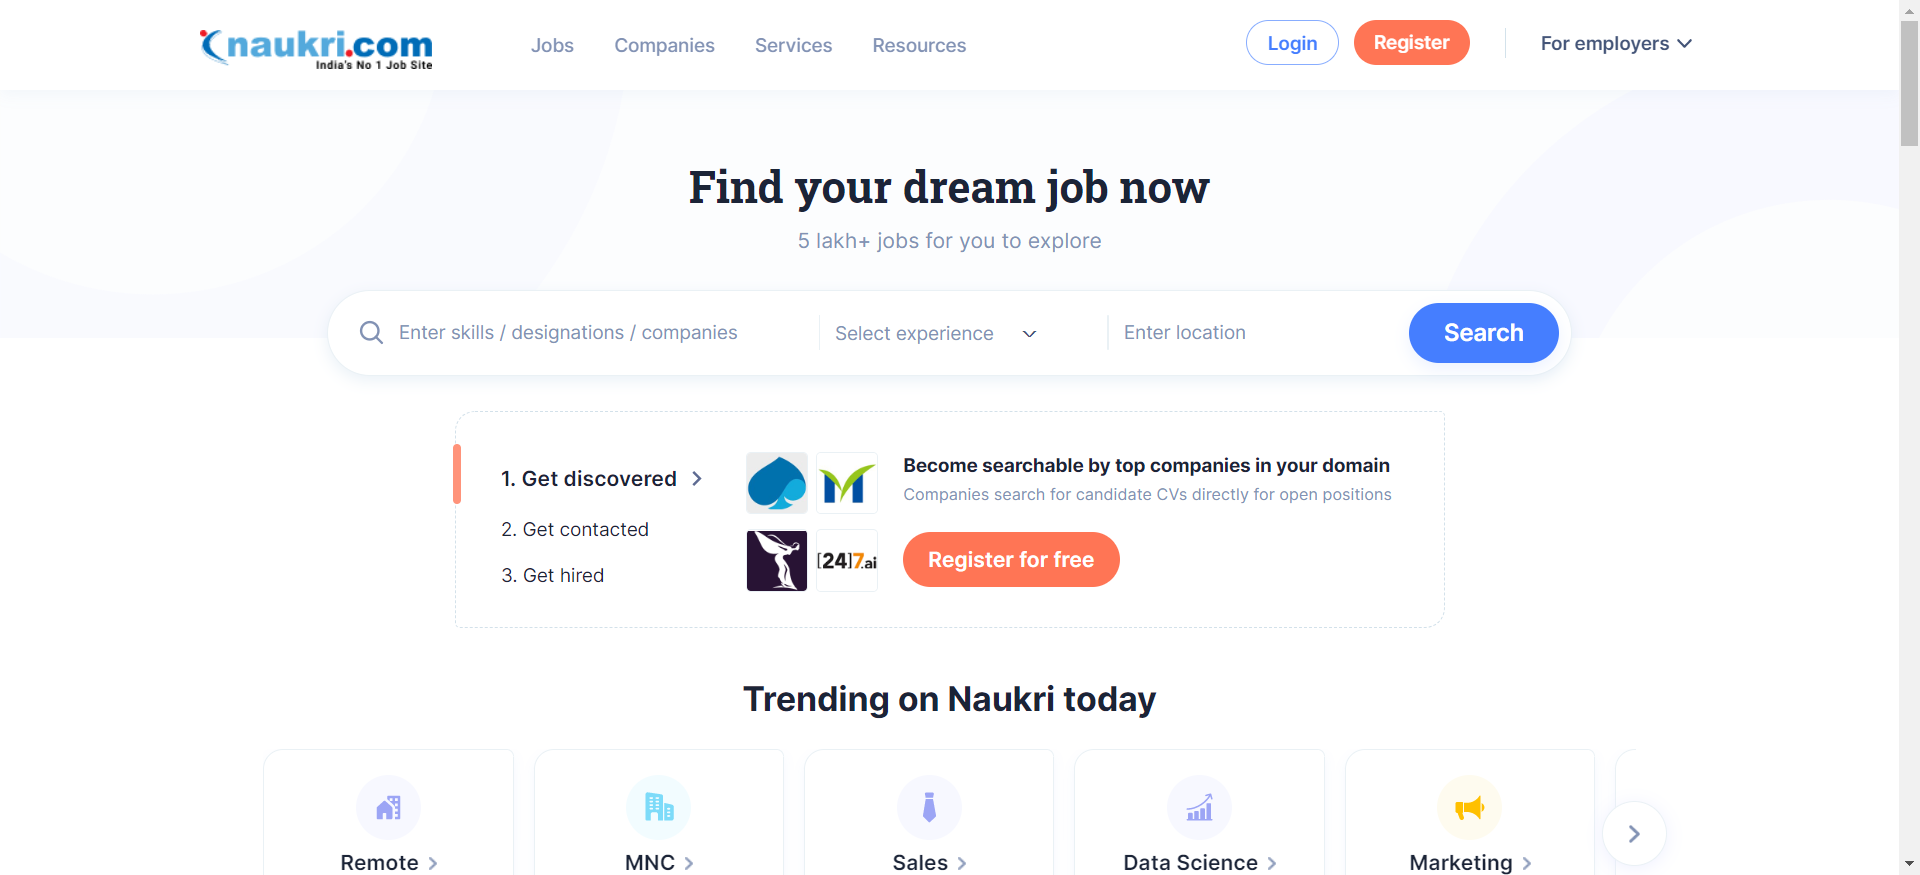 naukri.com
India's No 1 Job Site
Jobs
Companies
Services
Resources
Login
Register
For employers
Find your dream job now
5 lakh+ jobs for you to explore
Enter skills / designations / companies
Select experience
Enter location
Search
1. Get discovered
2. Get contacted
3. Get hired
[24]7.ai
Become searchable by top companies in your domain
Companies search for candidate CVs directly for open positions
Register for free
Trending on Naukri today
Remote
MNC
Sales
Data Science
Marketing